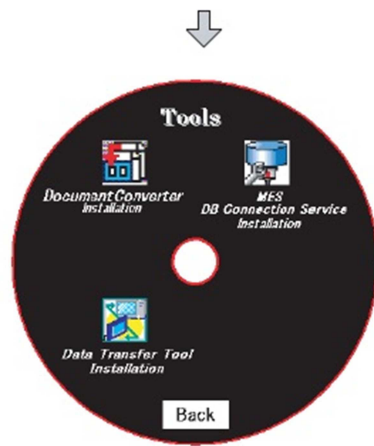 Tools
DocumentConverter
Installation
MES
DB Connection Service
Installation
Data Transfer Tool
Installation
Back